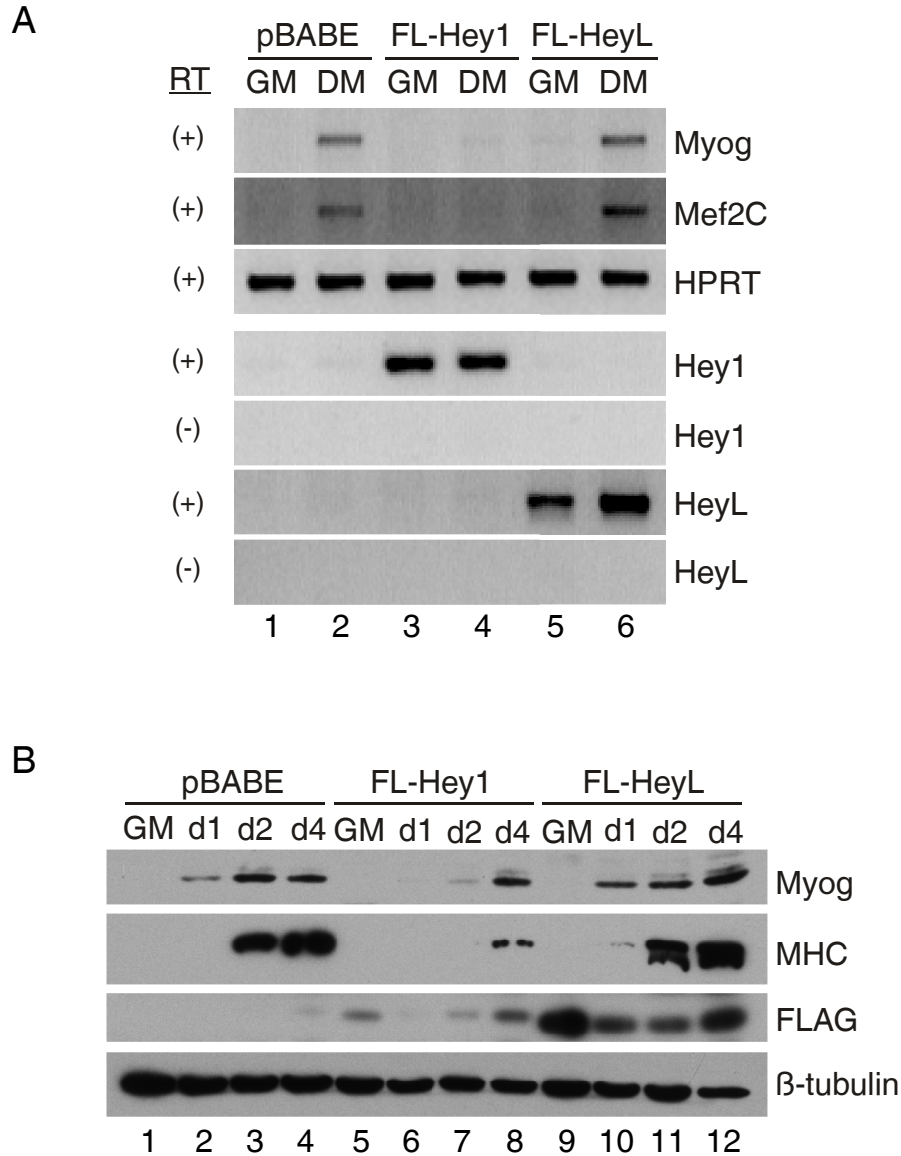 A
pBABE FL-Hey1 FL-HeyL
RT GM DM GM DM GM DM
(+) Myog
(+) Mef2C
(+) HPRT
(+) Hey1
(-) Hey1
(+) HeyL
(-) HeyL
1 2 3 4 5 6
B
pBABE FL-Hey1 FL-HeyL
GM d1 d2 d4 GM d1 d2 d4 GM d1 d2 d4
Myog
MHC
FLAG
ß-tubulin
1 2 3 4 5 6 7 8 9 10 11 12